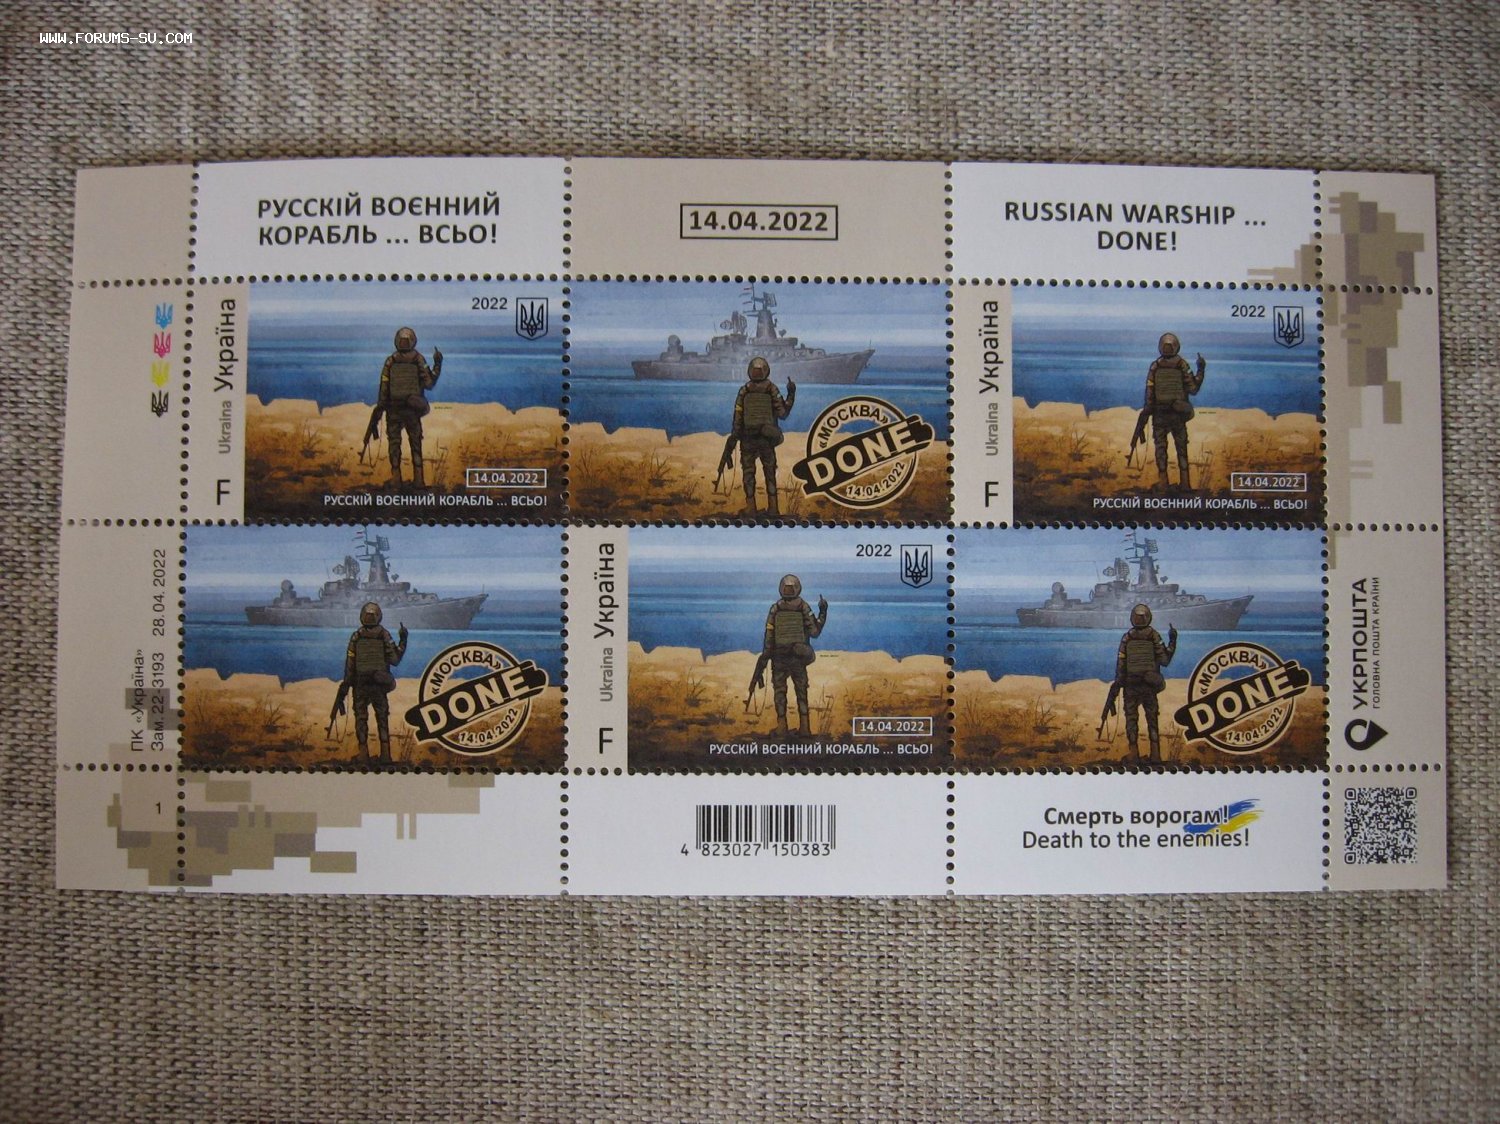 WWW.FORUMS-SU.COM
РУССКІЙ ВОЄННИЙ
КОРАБЛЬ ... ВСЬО!
14.04.2022
RUSSIAN WARSHIP ...
DONE!
Ukraina Україна
F
2022
14.04.2022
РУССКІЙ ВОЄННИЙ КОРАБЛЬ ... ВСЬО!
«МОСКВА»
DONE
14.04.2022
Ukraina Україна
F
2022
14.04.2022
РУССКІЙ ВОЄННИЙ КОРАБЛЬ ... ВСЬО!
«МОСКВА»
DONE
14.04.2022
Ukraina Україна
F
2022
14.04.2022
РУССКІЙ ВОЄННИЙ КОРАБЛЬ ... ВСЬО!
«МОСКВА»
DONE
14.04.2022
ПК «Україна»
Зам. 22-3193 28.04.2022
УКРПОШТА
ГОЛОВНА ПОШТА КРАЇНИ
1
4 823027 150383
Смерть ворогам!
Death to the enemies!